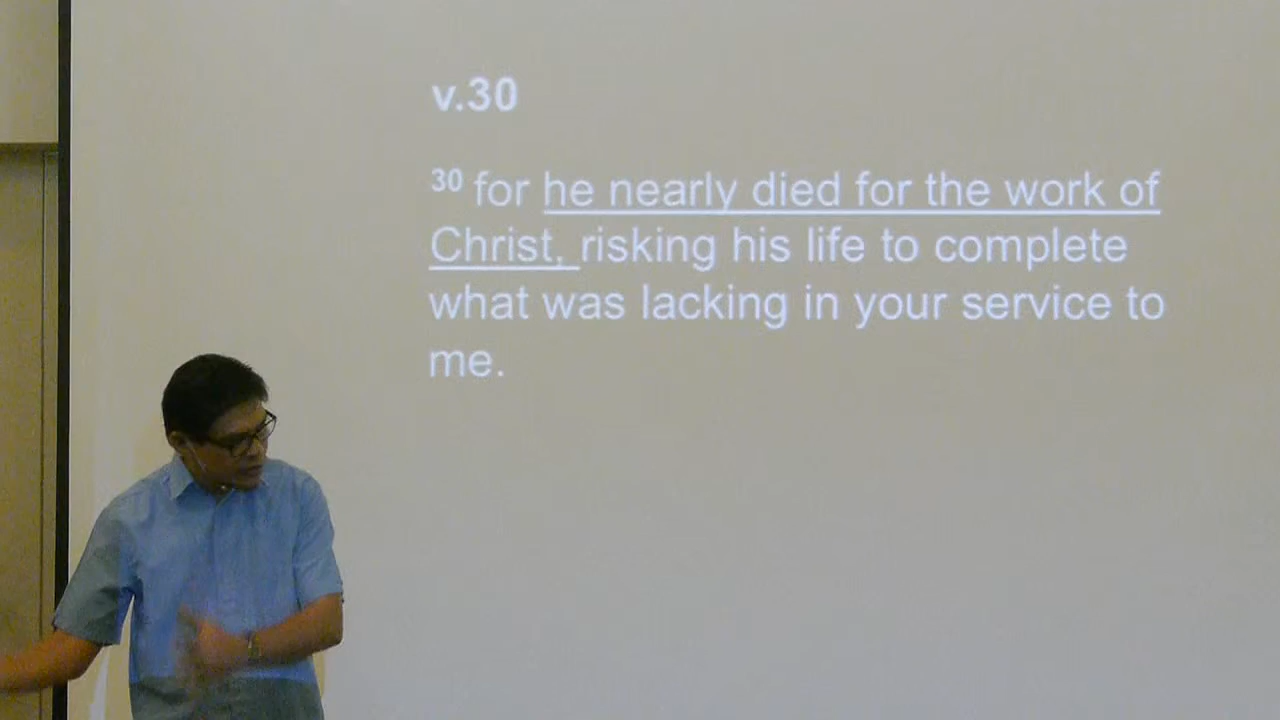 v.30
30 for he nearly died for the work of
Christ, risking his life to complete
what was lacking in your service to
me.